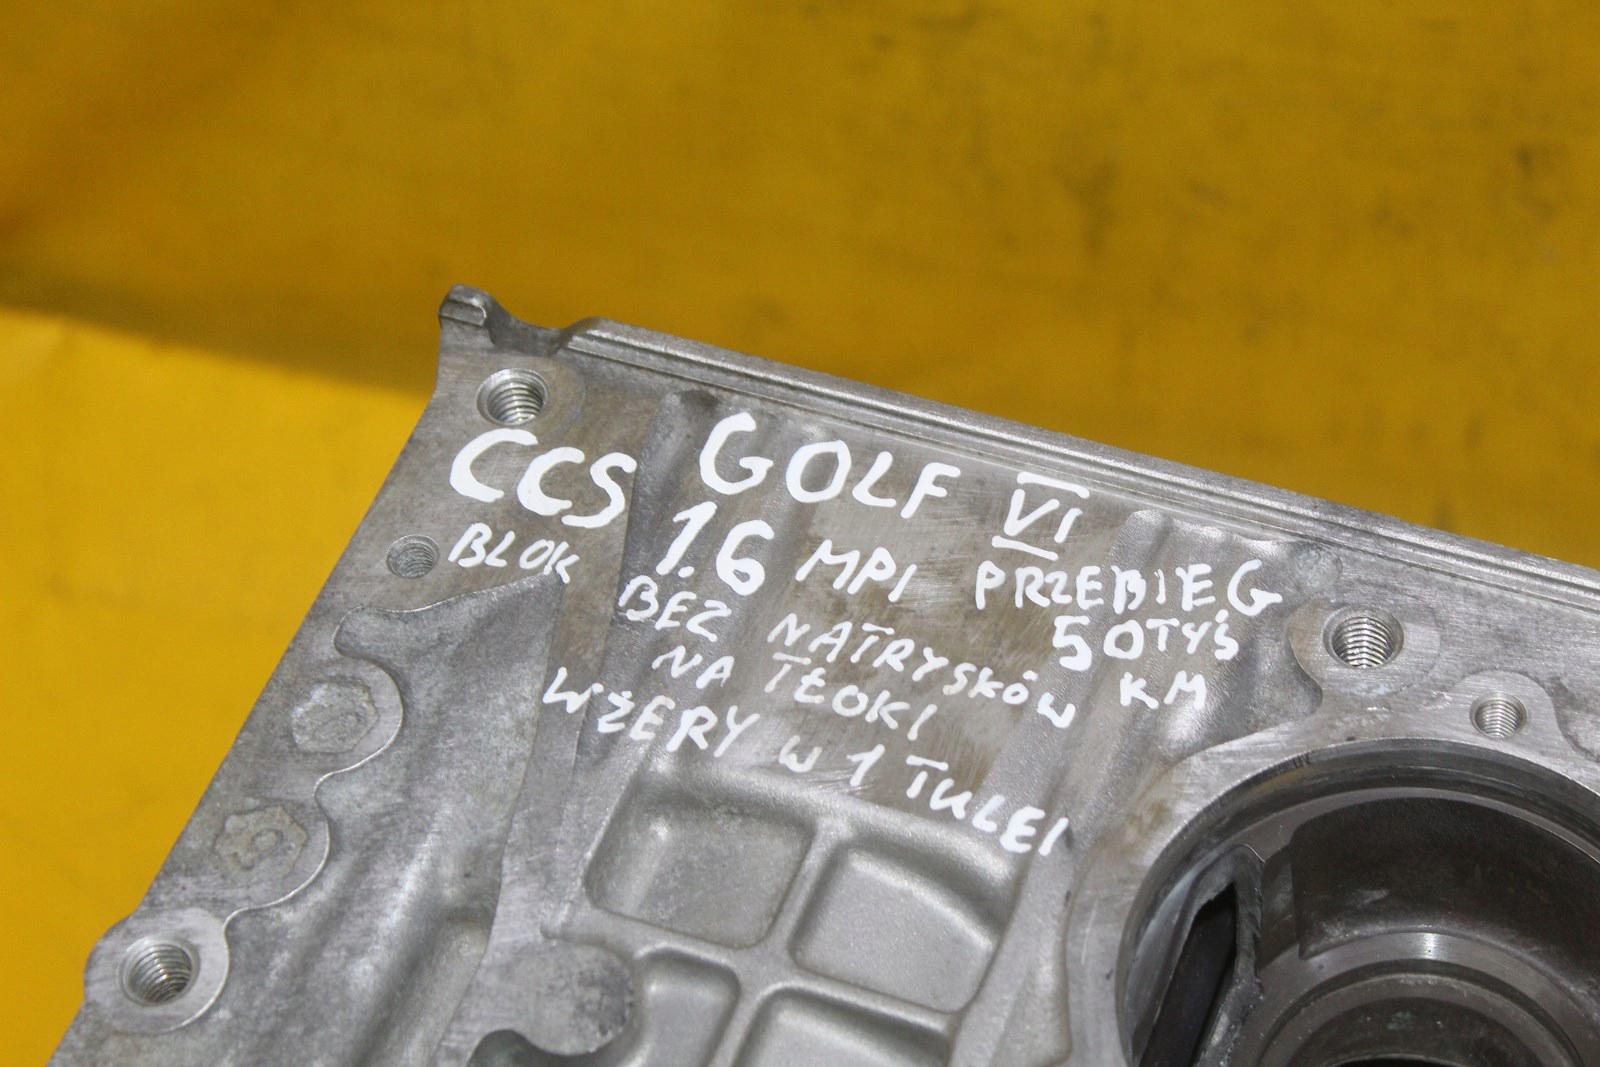 CCS GOLF VI
1.6 MPI PRZEBIEG
50TYŚ
KM
BLOK BEZ NATRYSKÓW
NA TŁOKI
WŻERY W 1 TULEI